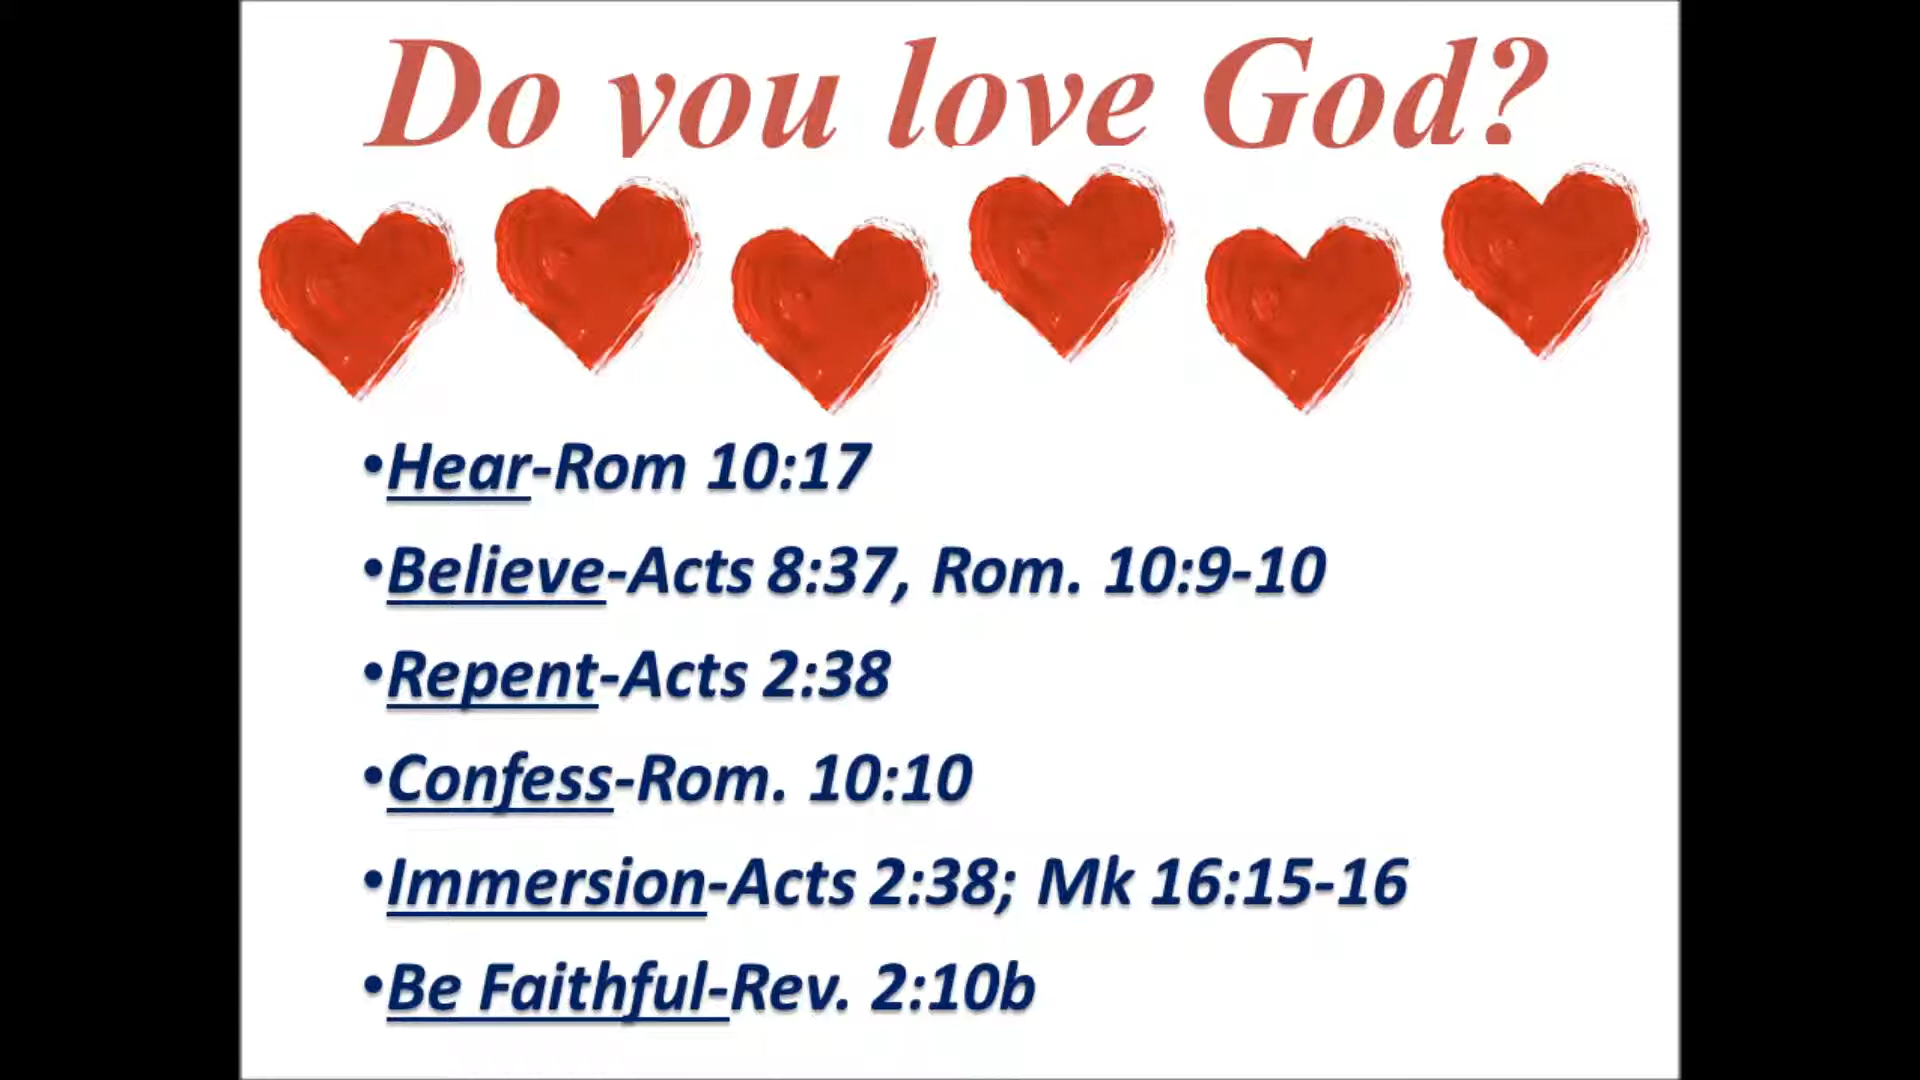 Do you love God?
•Hear-Rom 10:17
•Believe-Acts 8:37, Rom. 10:9-10
•Repent-Acts 2:38
•Confess-Rom. 10:10
•Immersion-Acts 2:38; Mk 16:15-16
•Be Faithful-Rev. 2:10b